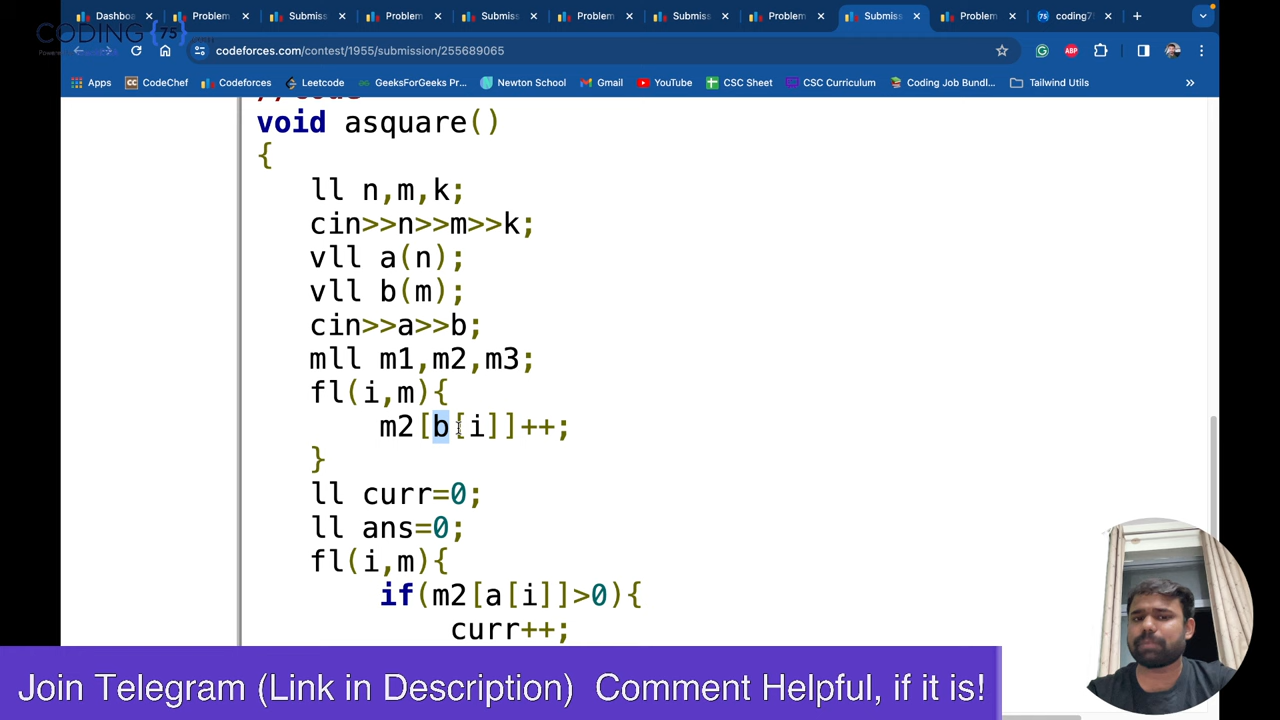 Dashboa
Problem
Submiss
Problem
Submiss
Problem
Submiss
Problem
Submiss
Problem
coding7
CODING {75}
codeforces.com/contest/1955/submission/255689065
Apps
CodeChef
Codeforces
Leetcode
GeeksForGeeks Pr...
Newton School
Gmail
YouTube
CSC Sheet
CSC Curriculum
Coding Job Bundl...
Tailwind Utils
»
void asquare()
{
ll n,m,k;
cin>>n>>m>>k;
vll a(n);
vll b(m);
cin>>a>>b;
mll m1,m2,m3;
fl(i,m){
m2[b[i]]++;
}
ll curr=0;
ll ans=0;
fl(i,m){
if(m2[a[i]]>0){
curr++;
Join Telegram (Link in Description) Comment Helpful, if it is!